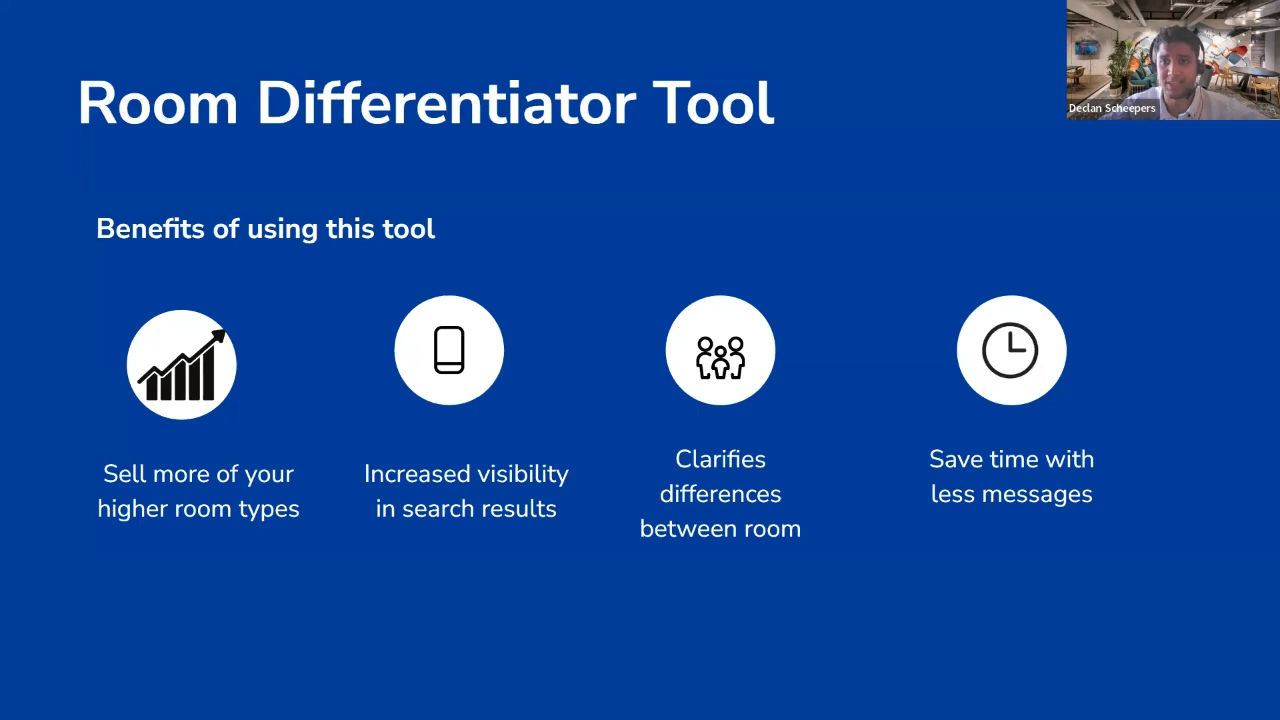 Room Differentiator Tool
Declan Scheepers
Benefits of using this tool
Sell more of your
higher room types
Increased visibility
in search results
Clarifies
differences
between room
Save time with
less messages